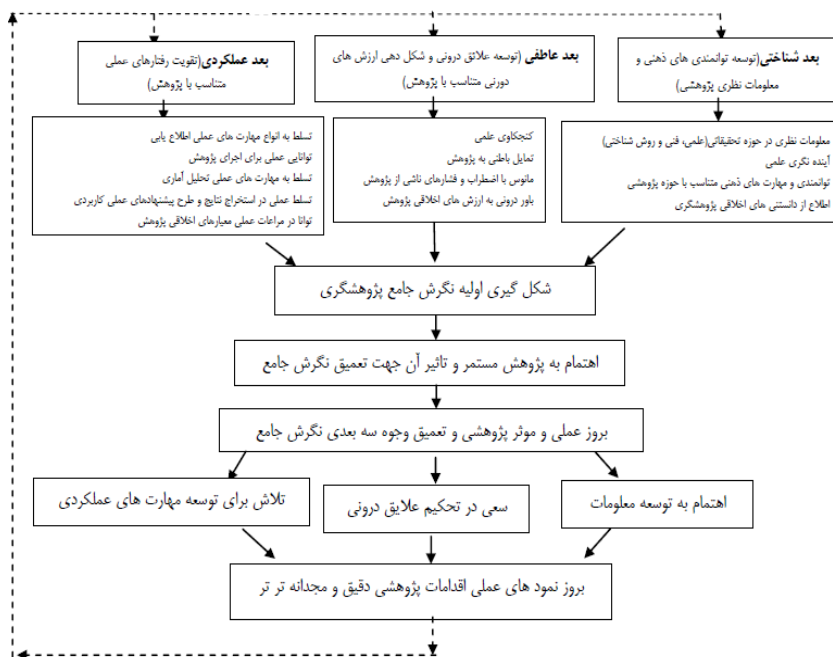 بعد شناختی(توسعه توانمندی های ذهنی و
معلومات نظری پژوهشی)
بعد عاطفی (توسعه علائق درونی و شکل دهی ارزش های
دورنی متناسب با پژوهش)
بعد عملکردی(تقویت رفتارهای عملی
متناسب با پژوهش)
معلومات نظری در حوزه تحقیقاتی(علمی، فنی و روش شناختی)
آینده نگری علمی
توانمندی و مهارت های ذهنی متناسب با حوزه پژوهشی
اطلاع از دانستنی های اخلاقی پژوهشگری
کنجکاوی علمی
تمایل باطنی به پژوهش
مانوس با اضطراب و فشارهای ناشی از پژوهش
باور درونی به ارزش های اخلاقی پژوهش
تسلط به انواع مهارت های عملی اطلاع یابی
توانایی عملی برای اجرای پژوهش
تسلط به مهارت های عملی تحلیل آماری
تسلط عملی در استخراج نتایج و طرح پیشنهادهای عملی کاربردی
توانا در مراعات عملی معیارهای اخلاقی پژوهش
شکل گیری اولیه نگرش جامع پژوهشگری
اهتمام به پژوهش مستمر و تاثیر آن جهت تعمیق نگرش جامع
بروز عملی و موثر پژوهشی و تعمیق وجوه سه بعدی نگرش جامع
اهتمام به توسعه معلومات
سعی در تحکیم علایق درونی
تلاش برای توسعه مهارت های عملکردی
بروز نمود های عملی اقدامات پژوهشی دقیق و مجدانه تر تر